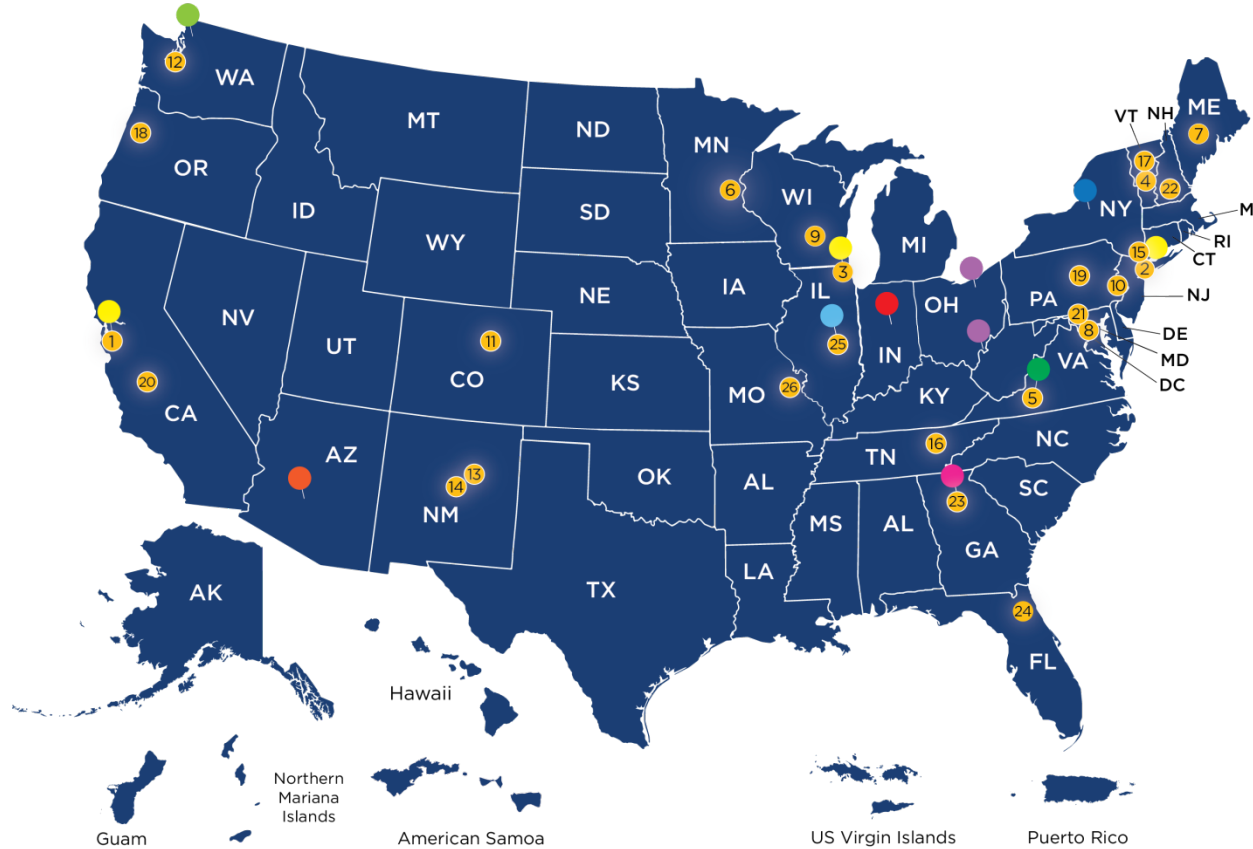 12
WA
MT
ND
MN
ME
VT
NH
7
18
OR
ID
SD
6
WI
9
17
4
22
NY
M
RI
CT
WY
MI
15
2
NV
UT
NE
IA
3
IL
OH
PA
19
10
NJ
1
CO
11
25
IN
21
8
VA
DE
MD
DC
20
CA
KS
MO
26
KY
5
AZ
13
14
NM
OK
AL
TN
16
NC
23
SC
MS
AL
GA
AK
TX
LA
24
FL
Hawaii
Northern
Mariana
Islands
Guam
American Samoa
US Virgin Islands
Puerto Rico